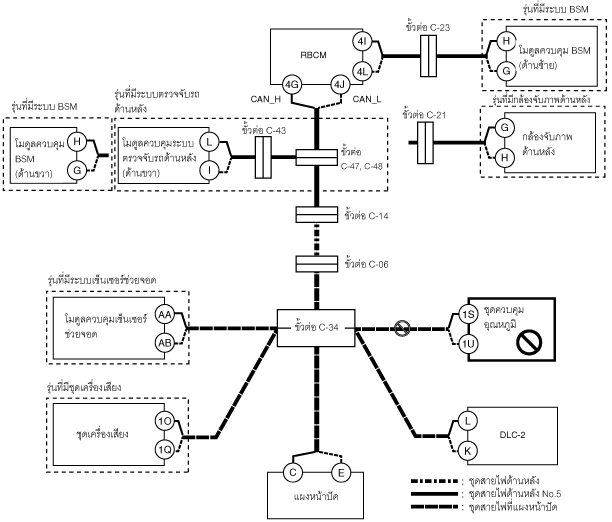 ขั้วต่อ C-23
รุ่นที่มีระบบ BSM
RBCM
4I
4L
H
G
โมดูลควบคุม BSM
(ด้านซ้าย)
4G
4J
CAN_H
CAN_L
รุ่นที่มีระบบตรวจจับรถ
ด้านหลัง
รุ่นที่มีระบบ BSM
รุ่นที่มีกล้องจับภาพด้านหลัง
ขั้วต่อ C-43
ขั้วต่อ C-21
โมดูลควบคุม
BSM
(ด้านขวา)
H
G
โมดูลควบคุมระบบ
ตรวจจับรถด้านหลัง
(ด้านขวา)
L
I
ขั้วต่อ
C-47, C-48
G
H
กล้องจับภาพ
ด้านหลัง
ขั้วต่อ C-14
ขั้วต่อ C-06
รุ่นที่มีระบบเซ็นเซอร์ช่วยจอด
โมดูลควบคุมเซ็นเซอร์
ช่วยจอด
AA
AB
ขั้วต่อ C-34
1S
1U
ชุดควบคุม
อุณหภูมิ
รุ่นที่มีชุดเครื่องเสียง
ชุดเครื่องเสียง
1O
1Q
L
K
DLC-2
C
E
แผงหน้าปัด
: ชุดสายไฟด้านหลัง
: ชุดสายไฟด้านหลัง No.5
: ชุดสายไฟที่แผงหน้าปัด